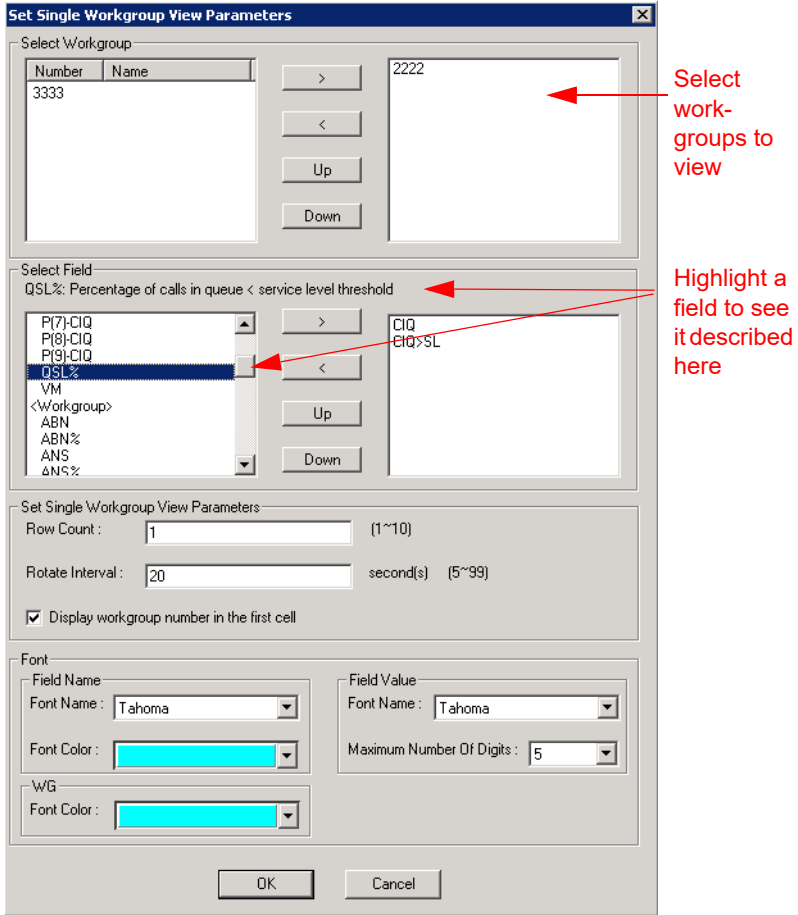 Set Single Workgroup View Parameters
Select Workgroup
Number Name
3333
>
<
Up
Down
2222
Select
work-
groups to
view
Select Field
QSL%: Percentage of calls in queue < service level threshold
P(7)-CIQ
P(8)-CIQ
P(9)-CIQ
QSL%
VM
<Workgroup>
ABN
ABN%
ANS
ANS%
>
<
Up
Down
CIQ
CIQ>SL
Highlight a
field to see
it described
here
Set Single Workgroup View Parameters
Row Count : 1 (1~10)
Rotate Interval : 20 second(s) (5~99)
Display workgroup number in the first cell
Font
Field Name
Font Name : Tahoma
Font Color :
WG
Font Color :
Field Value
Font Name : Tahoma
Maximum Number Of Digits : 5
OK Cancel